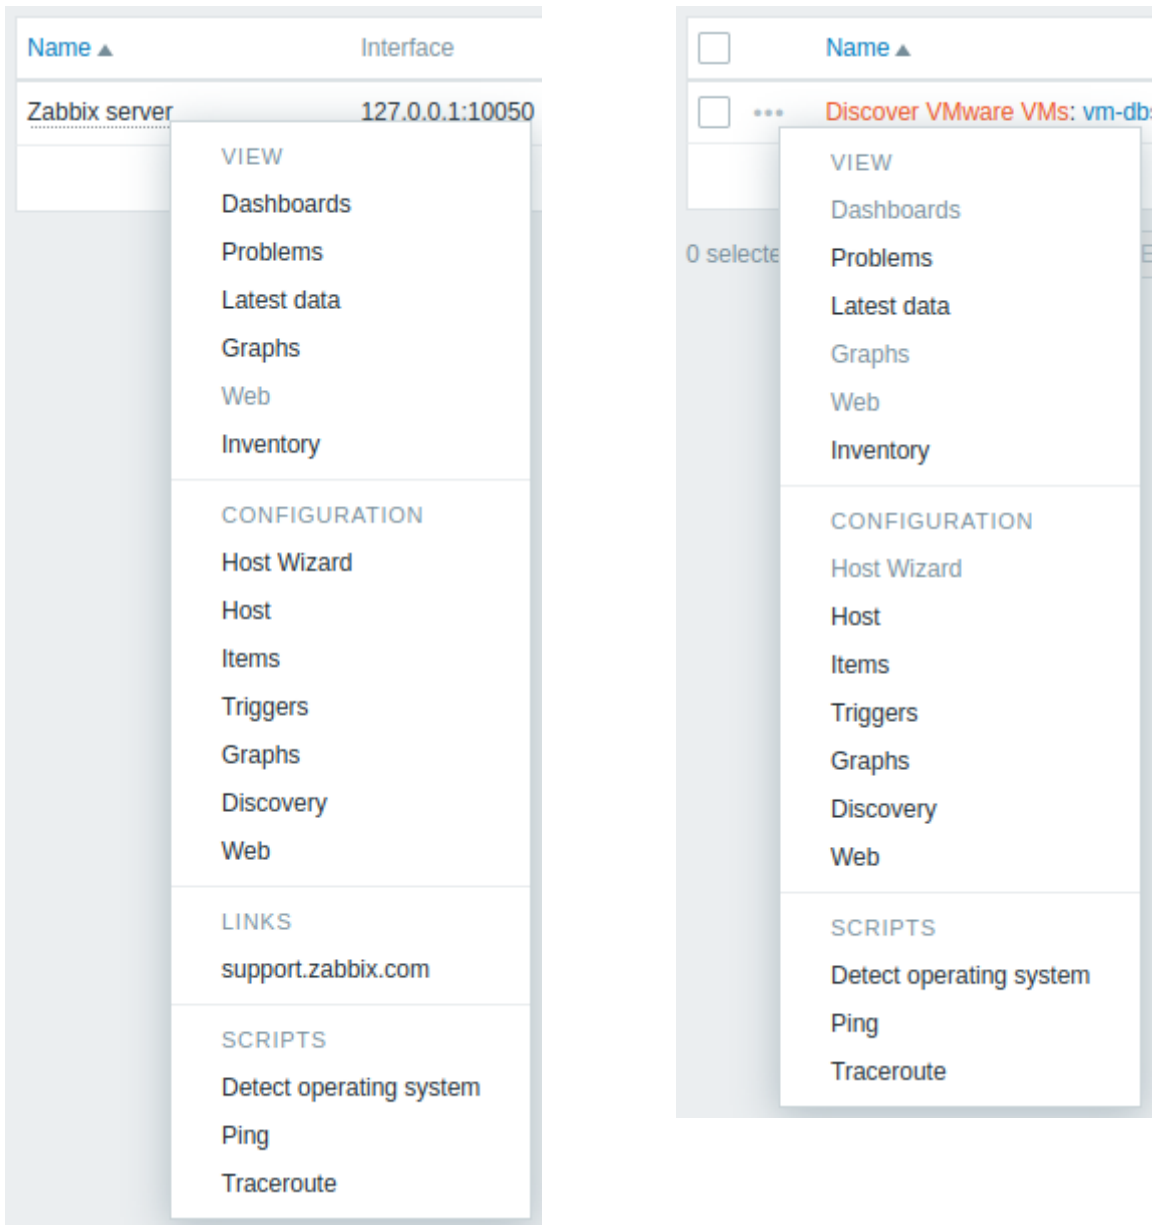 Name ▲ Interface
Zabbix server 127.0.0.1:10050
VIEW
Dashboards
Problems
Latest data
Graphs
Web
Inventory
CONFIGURATION
Host Wizard
Host
Items
Triggers
Graphs
Discovery
Web
LINKS
support.zabbix.com
SCRIPTS
Detect operating system
Ping
Traceroute
Name ▲
Discover VMware VMs: vm-db
0 selecte
VIEW
Dashboards
Problems
Latest data
Graphs
Web
Inventory
CONFIGURATION
Host Wizard
Host
Items
Triggers
Graphs
Discovery
Web
SCRIPTS
Detect operating system
Ping
Traceroute